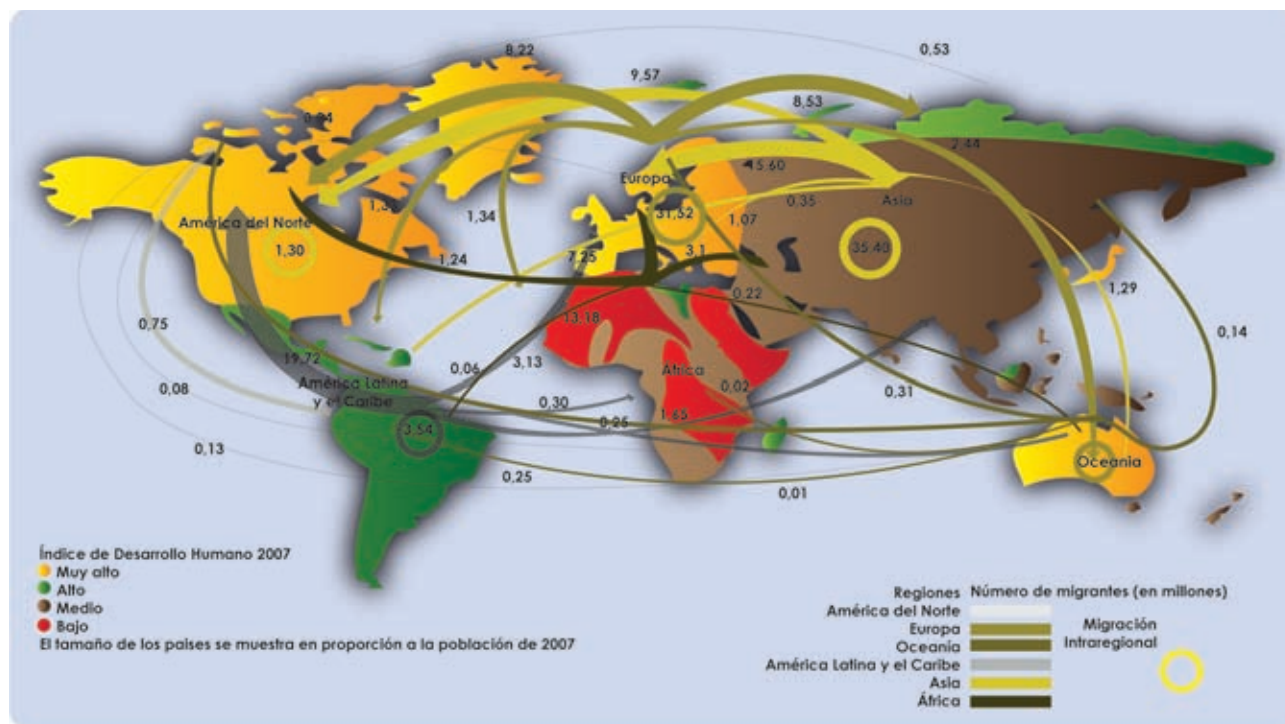 8,22
0,53
9,57
8,53
2,44
45.60
Europa
0,35
Asia
31,52
1,34
1,07
América del Norte
1,30
1,24
7,25
3,1
35.40
0,22
1,29
0,75
13,18
0,14
19,72
0,06
3,13
África
América Latina
y el Caribe
0,02
0,08
0,30
0,31
1,65
3,54
0,25
0,13
0,25
Oceania
0,01
Índice de Desarrollo Humano 2007
Muy alto
Alto
Medio
Bajo
El tamaño de los paises se muestra en proporción a la población de 2007
Regiones Número de migrantes (en millones)
América del Norte
Europa
Oceanía
América Latina y el Caribe
Asia
África
Migración
Intraregional